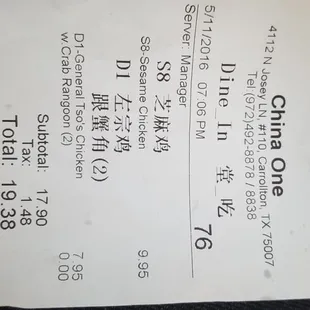 China One
4112 N Josey LN, #110, Carrollton, TX 75007
Tel (972)492-8878 / 8838
Dine_In 堂_吃 76
5/11/2016 07:06 PM
Server: Manager
S8 芝麻鸡
S8-Sesame Chicken 9.95
D1 左宗鸡
跟蟹角(2)
D1-General Tso's Chicken 7.95
w.Crab Rangoon (2) 0.00
Subtotal: 17.90
Tax: 1.48
Total: 19.38